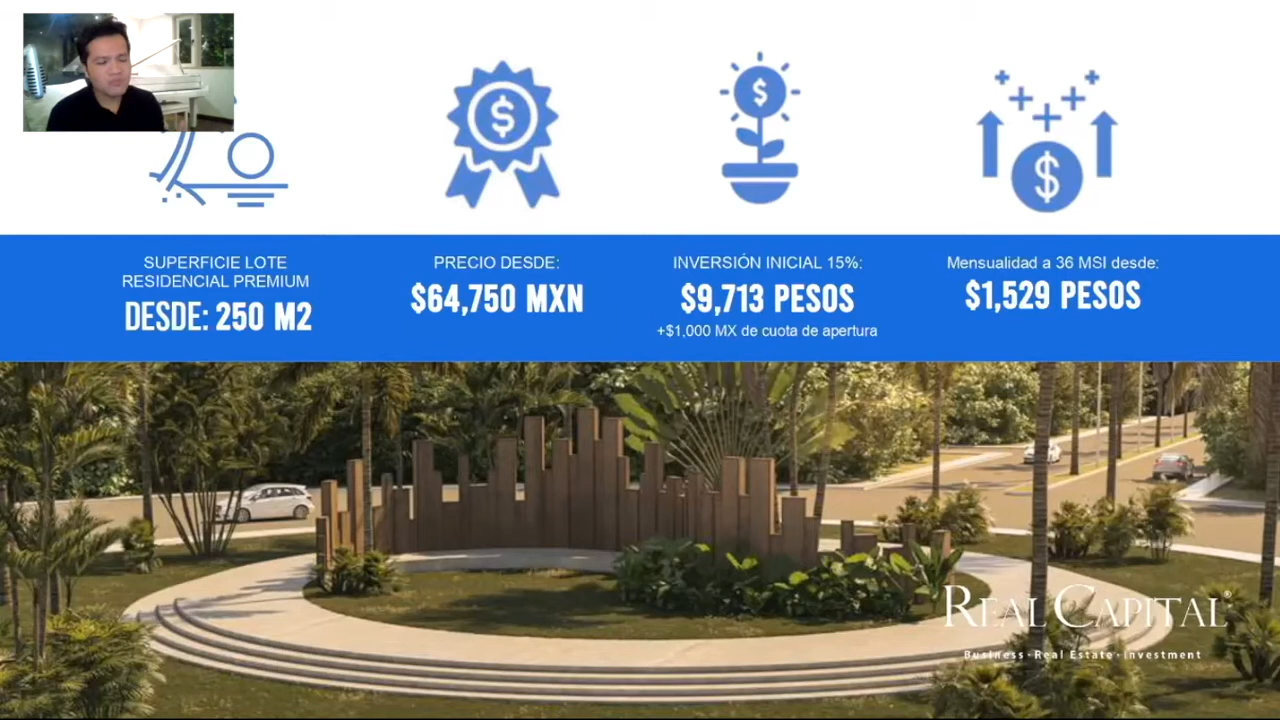 SUPERFICIE LOTE
RESIDENCIAL PREMIUM
DESDE: 250 M2
PRECIO DESDE:
$64,750 MXN
INVERSIÓN INICIAL 15%:
$9,713 PESOS
+$1,000 MX de cuota de apertura
Mensualidad a 36 MSI desde:
$1,529 PESOS
REAL CAPITAL®
Business · Real Estate · Investment